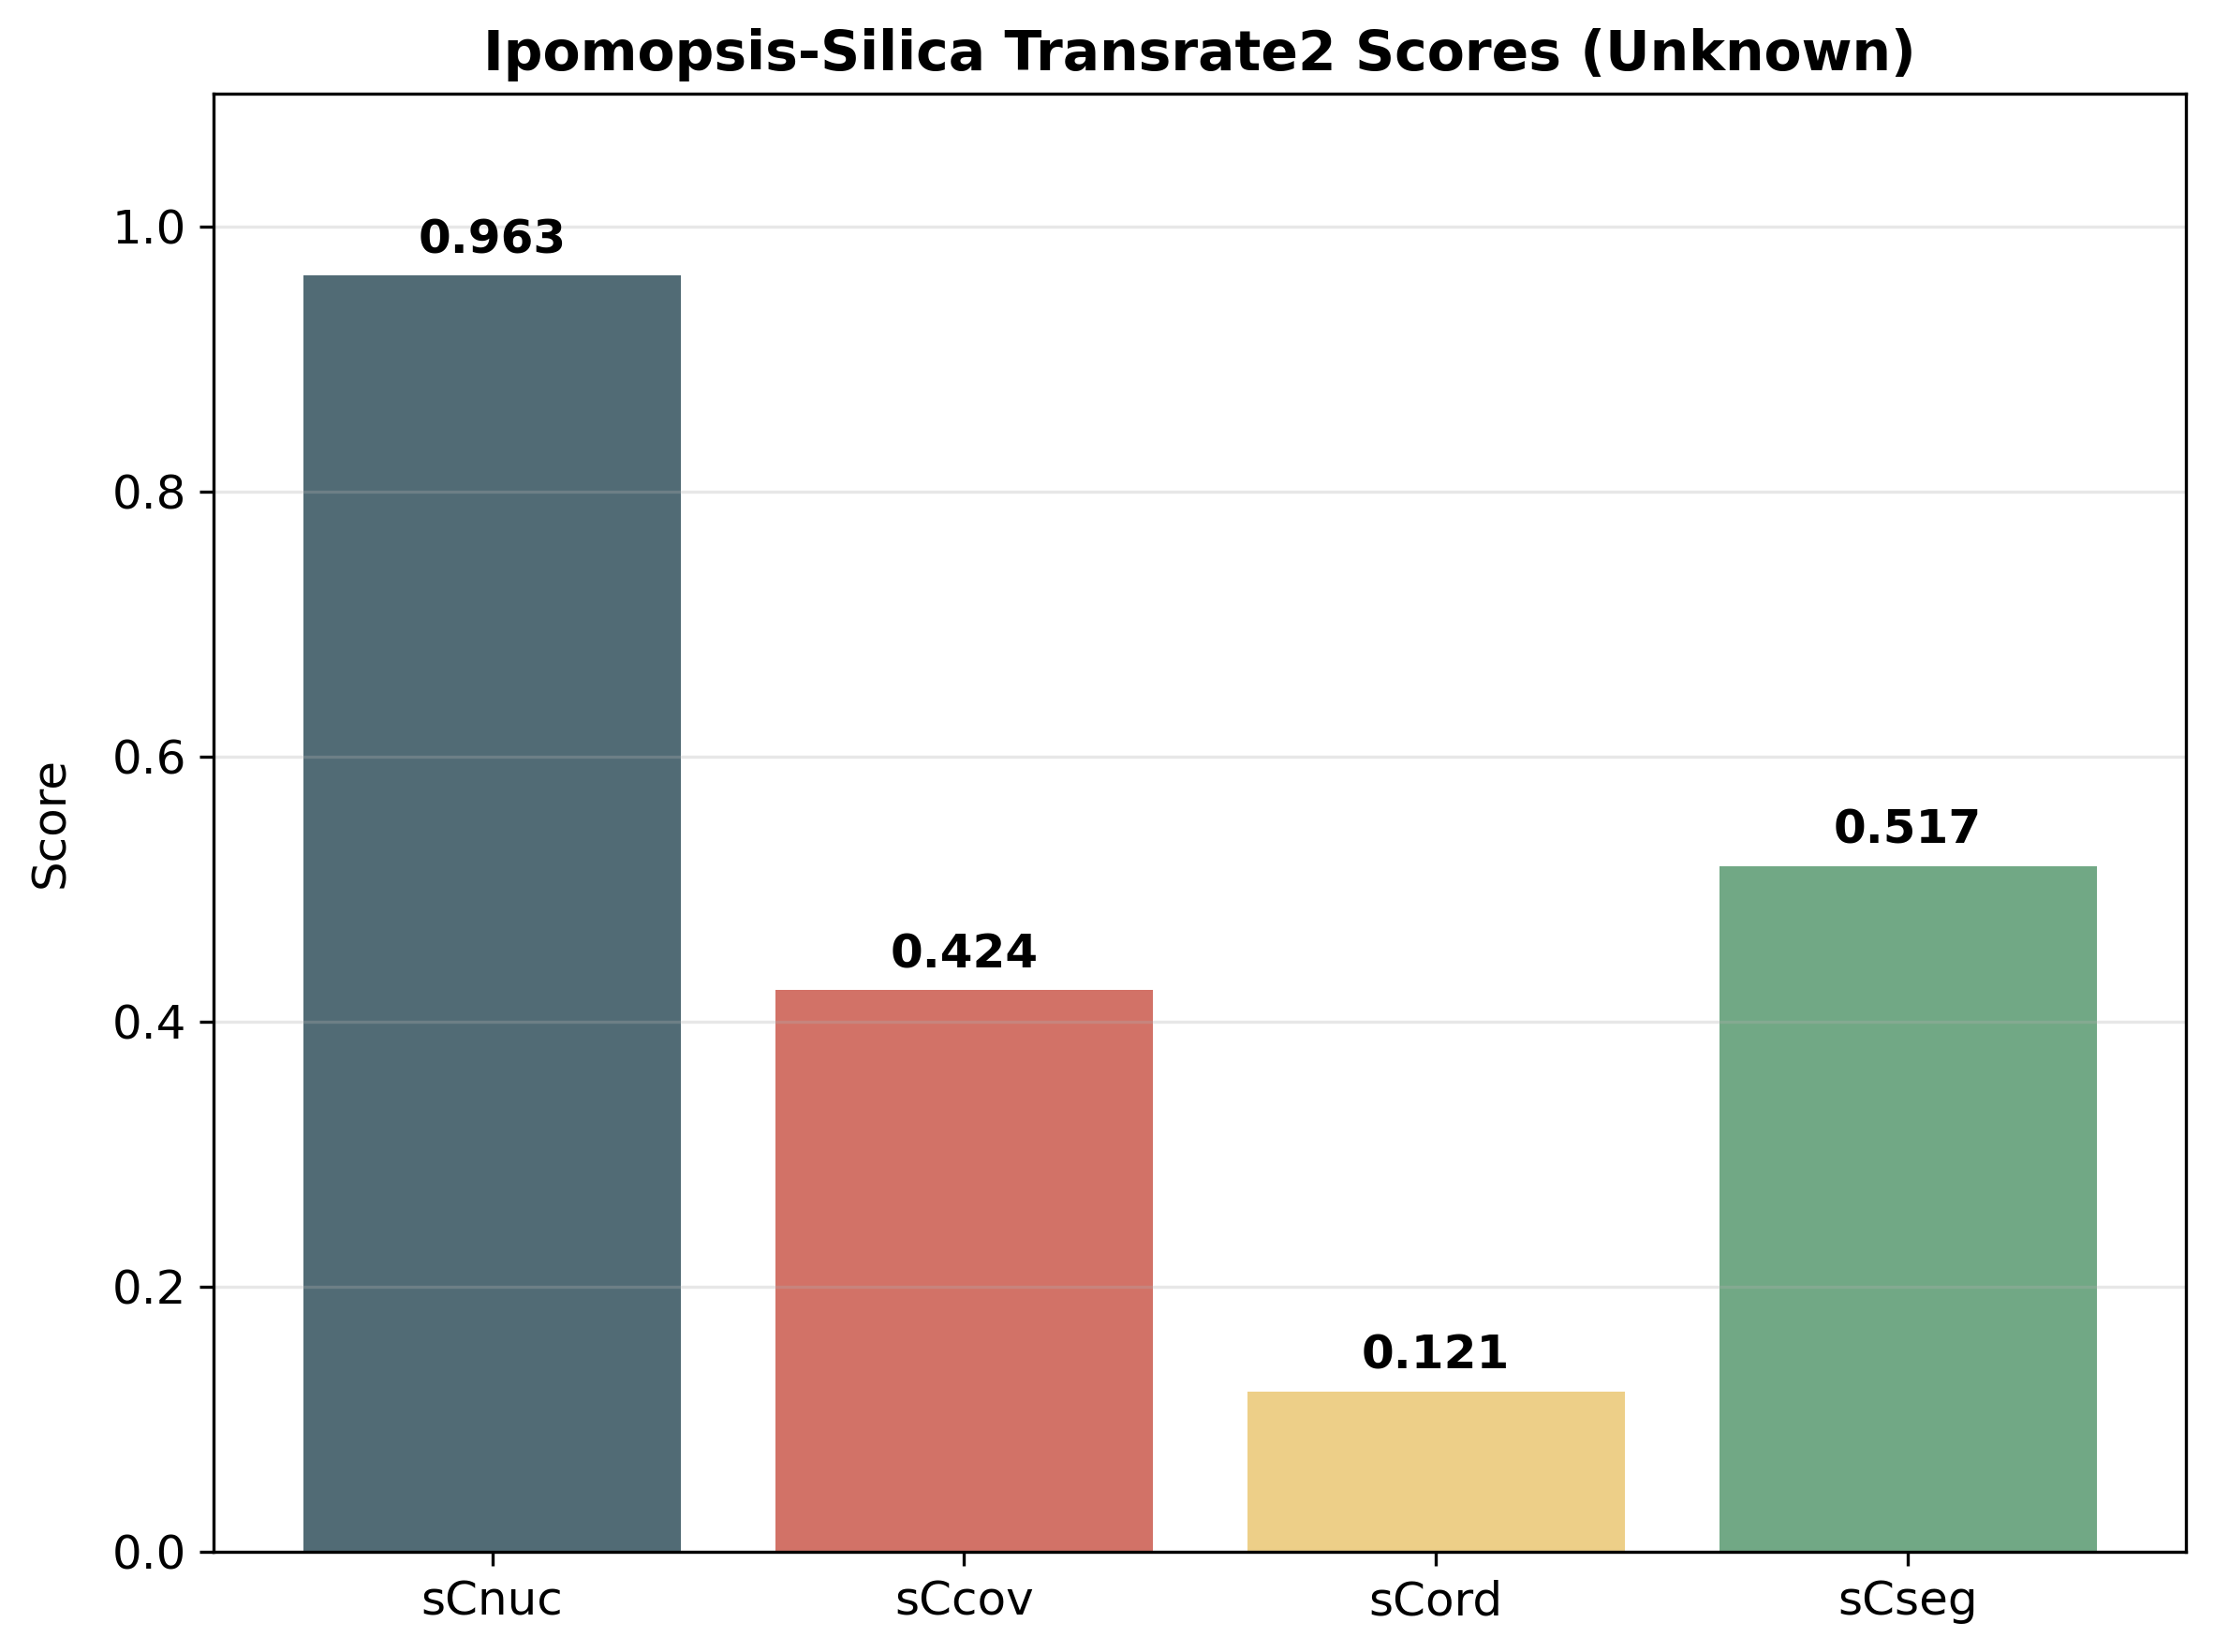 Ipomopsis-Silica Transrate2 Scores (Unknown)
Score
1.0
0.8
0.6
0.4
0.2
0.0
0.963
0.424
0.121
0.517
sCnuc
sCcov
sCord
sCseg